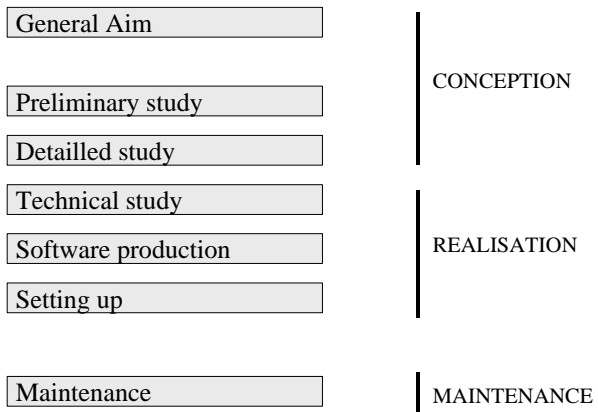 General Aim
CONCEPTION
Preliminary study
Detailled study
Technical study
Software production
REALISATION
Setting up
Maintenance
MAINTENANCE